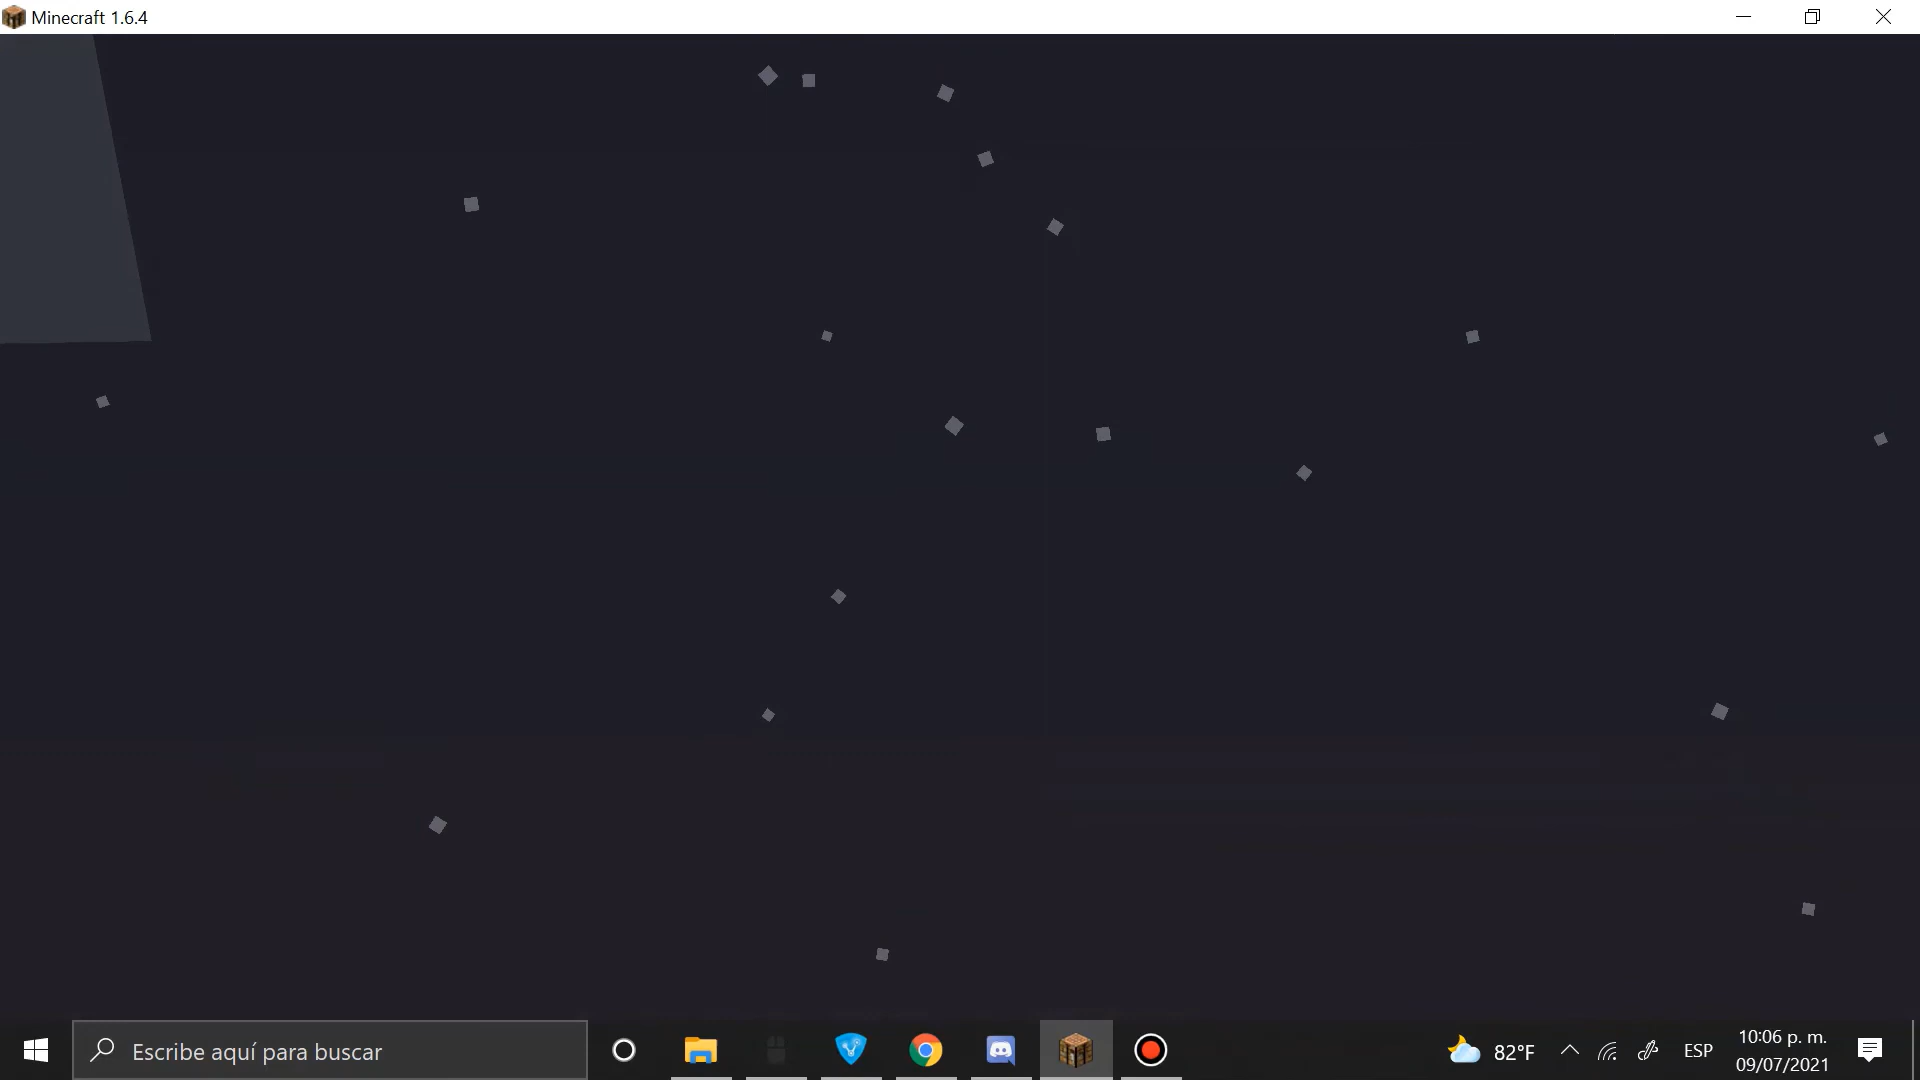 Minecraft 1.6.4
Escribe aquí para buscar
82°F
ESP
10:06 p. m.
09/07/2021